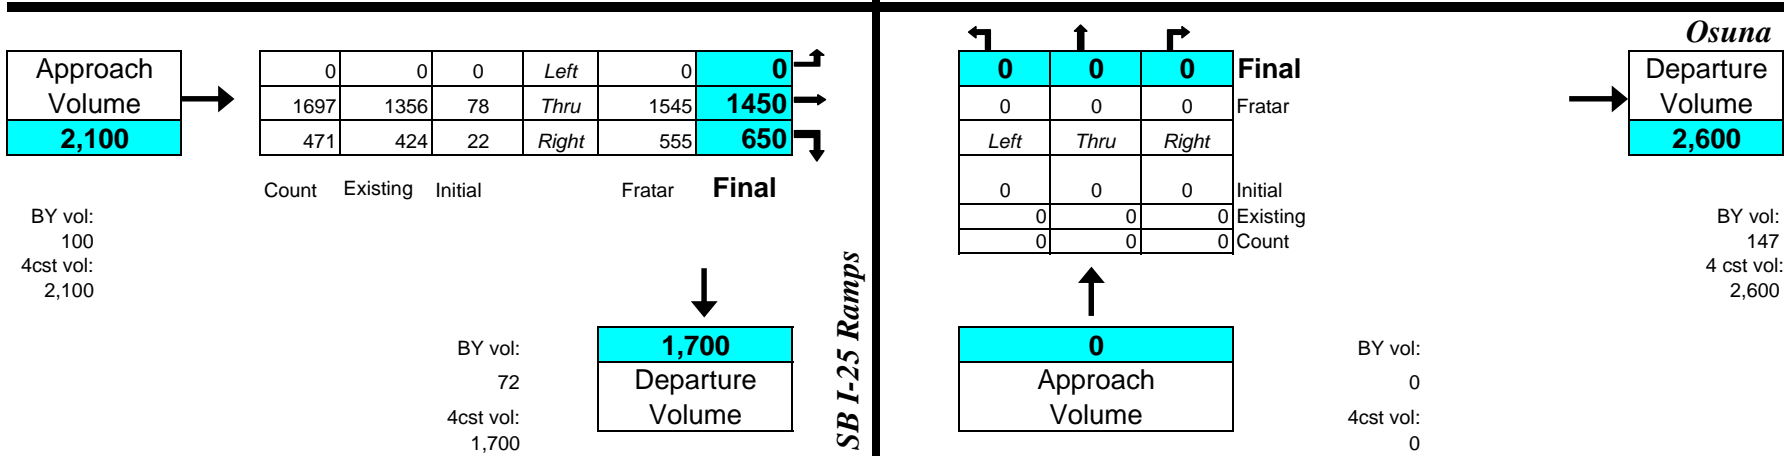 Osuna
Approach
Volume
2,100
0 0 0 Left 0 0
1697 1356 78 Thru 1545 1450
471 424 22 Right 555 650
Count Existing Initial Fratar Final
BY vol:
100
4cst vol:
2,100
BY vol:
72
4cst vol:
1,700
1,700
Departure
Volume
SB I-25 Ramps
0 0 0 Final
0 0 0 Fratar
Left Thru Right
0 0 0 Initial
0 0 0 Existing
0 0 0 Count
0
Approach
Volume
BY vol:
0
4cst vol:
0
Departure
Volume
2,600
BY vol:
147
4 cst vol:
2,600